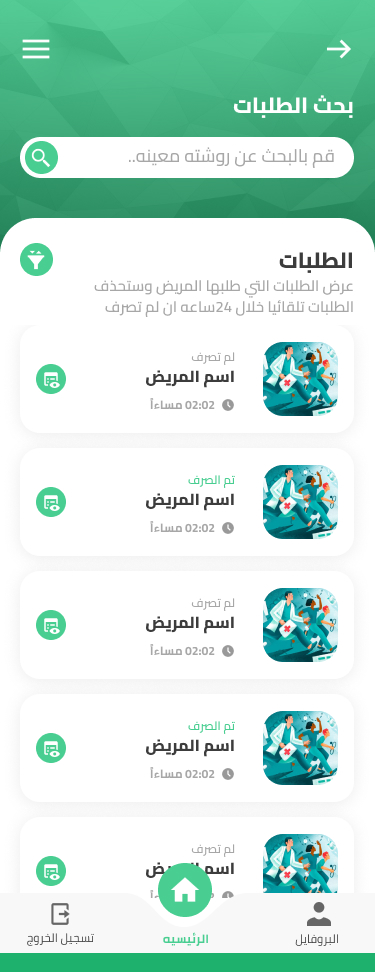 بحث الطلبات
قم بالبحث عن روشته معينه..
الطلبات
عرض الطلبات التي طلبها المريض وستحذف
الطلبات تلقائيا خلال 24ساعه ان لم تصرف
لم تصرف
اسم المريض
02:02 مساءاً
تم الصرف
اسم المريض
02:02 مساءاً
لم تصرف
اسم المريض
02:02 مساءاً
تم الصرف
اسم المريض
02:02 مساءاً
لم تصرف
اسم المريض
البروفايل
الرئيسيه
تسجيل الخروج